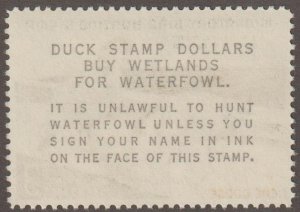 DUCK STAMP DOLLARS
BUY WETLANDS
FOR WATERFOWL.
IT IS UNLAWFUL TO HUNT
WATERFOWL UNLESS YOU
SIGN YOUR NAME IN INK
ON THE FACE OF THIS STAMP.